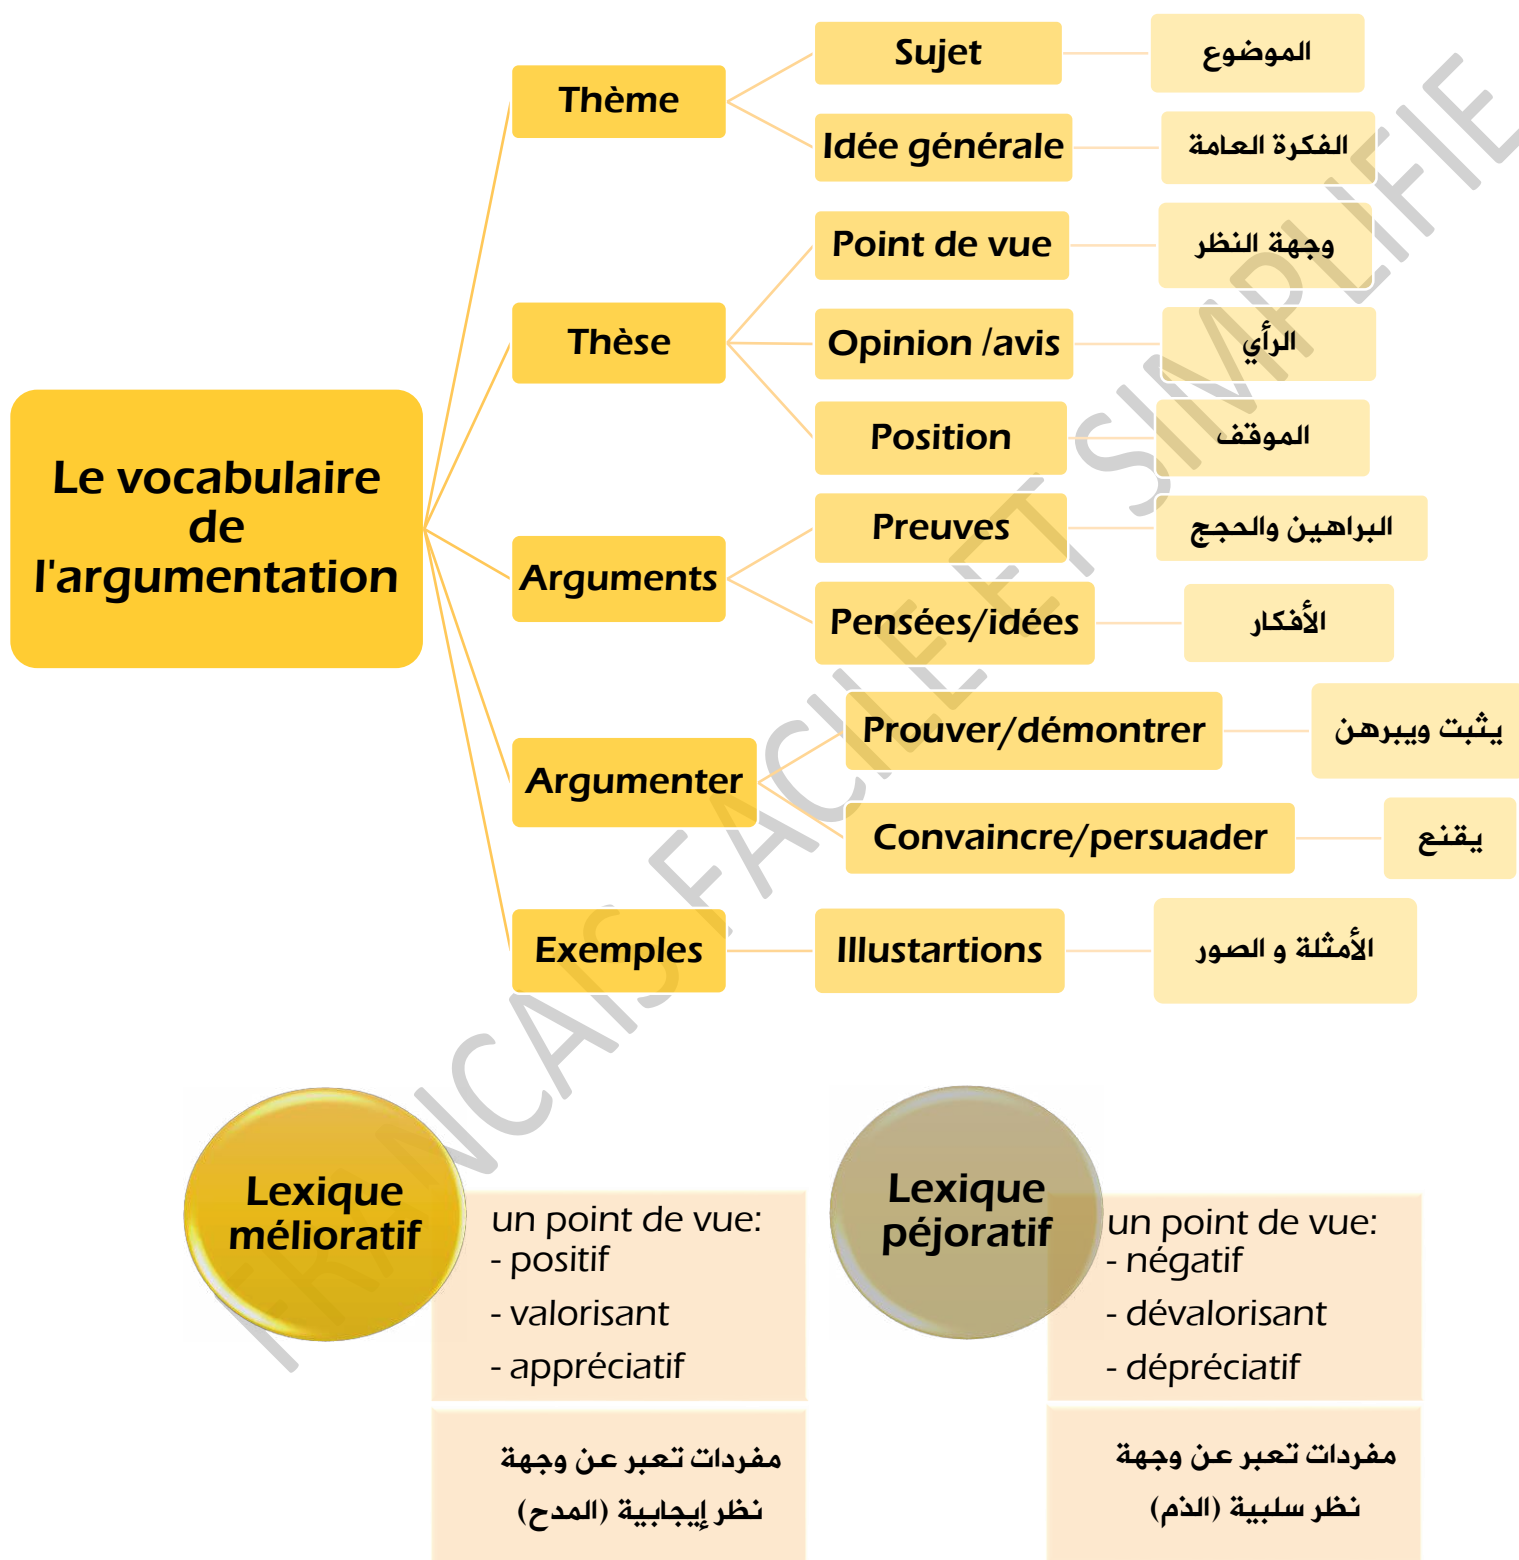 Le vocabulaire
de
l'argumentation
Thème
Sujet
الموضوع
Idée générale
الفكرة العامة
Thèse
Point de vue
وجهة النظر
Opinion /avis
الرأي
Position
الموقف
Arguments
Preuves
البراهين والحجج
Pensées/idées
الأفكار
Argumenter
Prouver/démontrer
يثبت ويبرهن
Convaincre/persuader
يقنع
Exemples
Illustartions
الأمثلة و الصور
Lexique
mélioratif
un point de vue:
- positif
- valorisant
- appréciatif
مفردات تعبر عن وجهة
نظر إيجابية (المدح)
Lexique
péjoratif
un point de vue:
- négatif
- dévalorisant
- dépréciatif
مفردات تعبر عن وجهة
نظر سلبية (الذم)
FRANCAIS FACILE ET SIMPLIFIE